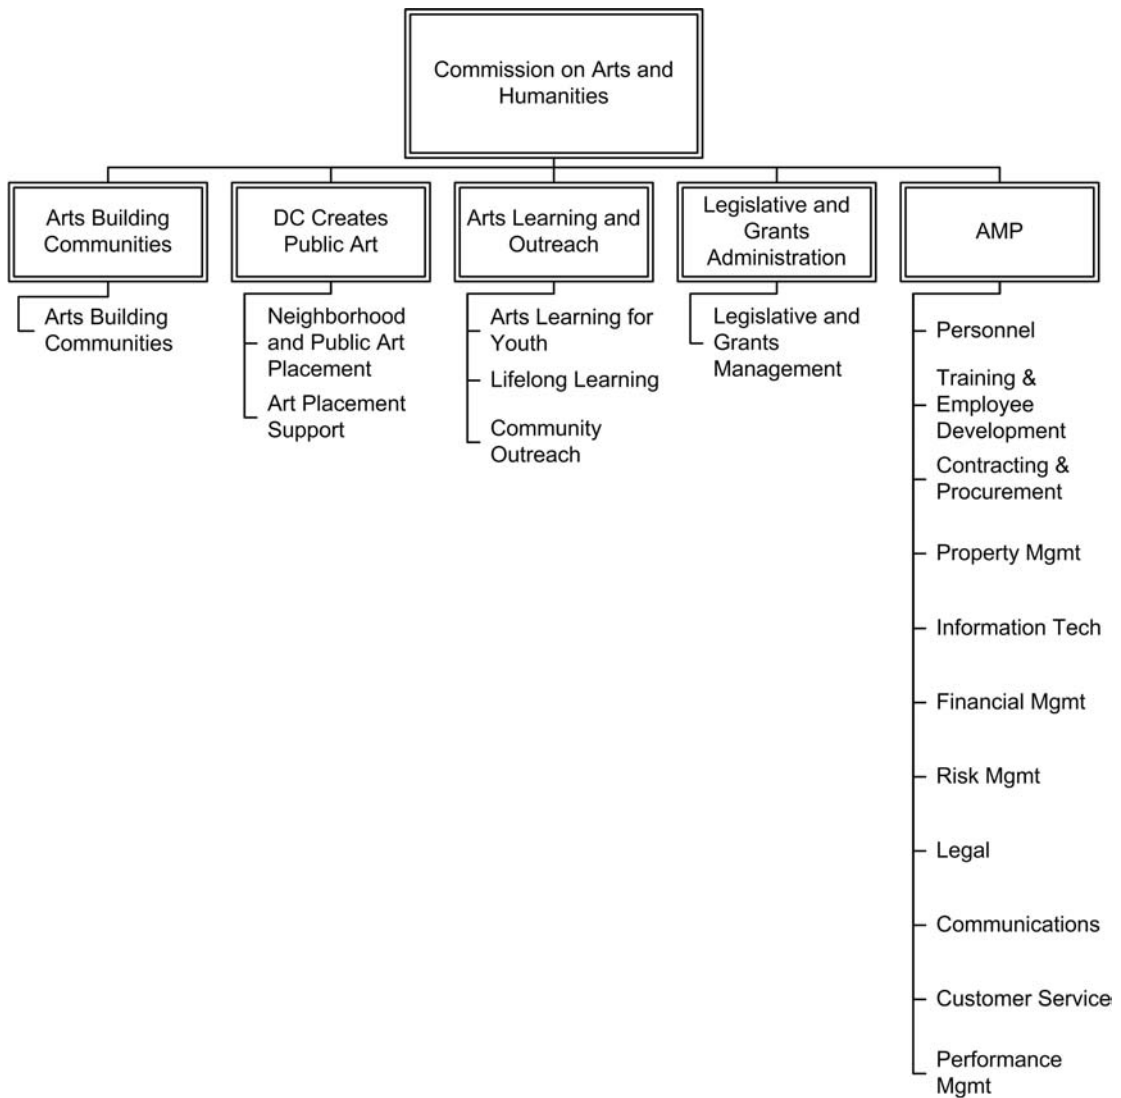 Commission on Arts and
Humanities
Arts Building
Communities
DC Creates
Public Art
Arts Learning and
Outreach
Legislative and
Grants
Administration
AMP
Arts Building
Communities
Neighborhood
and Public Art
Placement
Art Placement
Support
Arts Learning for
Youth
Lifelong Learning
Community
Outreach
Legislative and
Grants
Management
Personnel
Training &
Employee
Development
Contracting &
Procurement
Property Mgmt
Information Tech
Financial Mgmt
Risk Mgmt
Legal
Communications
Customer Service
Performance
Mgmt